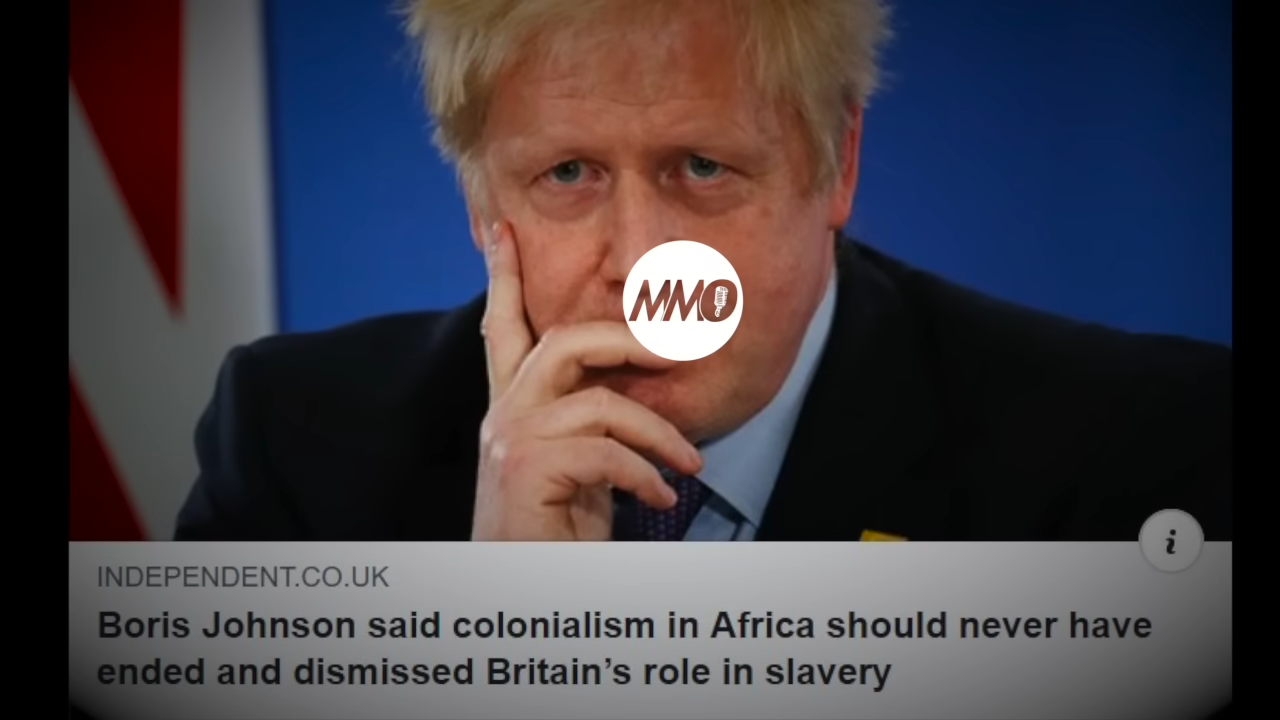 MMO
i
INDEPENDENT.CO.UK
Boris Johnson said colonialism in Africa should never have
ended and dismissed Britain’s role in slavery